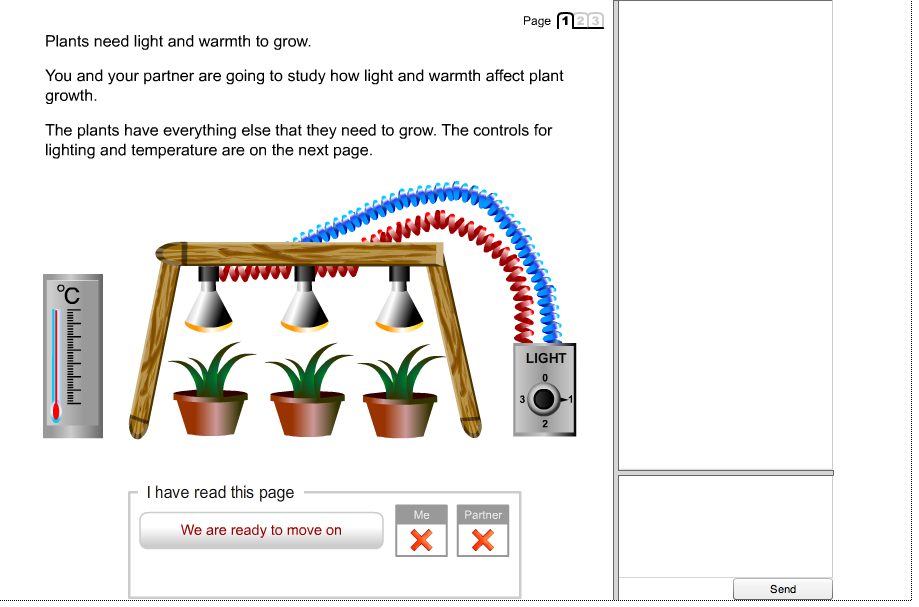 Page 1 2 3
Plants need light and warmth to grow.
You and your partner are going to study how light and warmth affect plant
growth.
The plants have everything else that they need to grow. The controls for
lighting and temperature are on the next page.
°C
LIGHT
0
3 1
2
I have read this page
We are ready to move on
Me Partner
Send